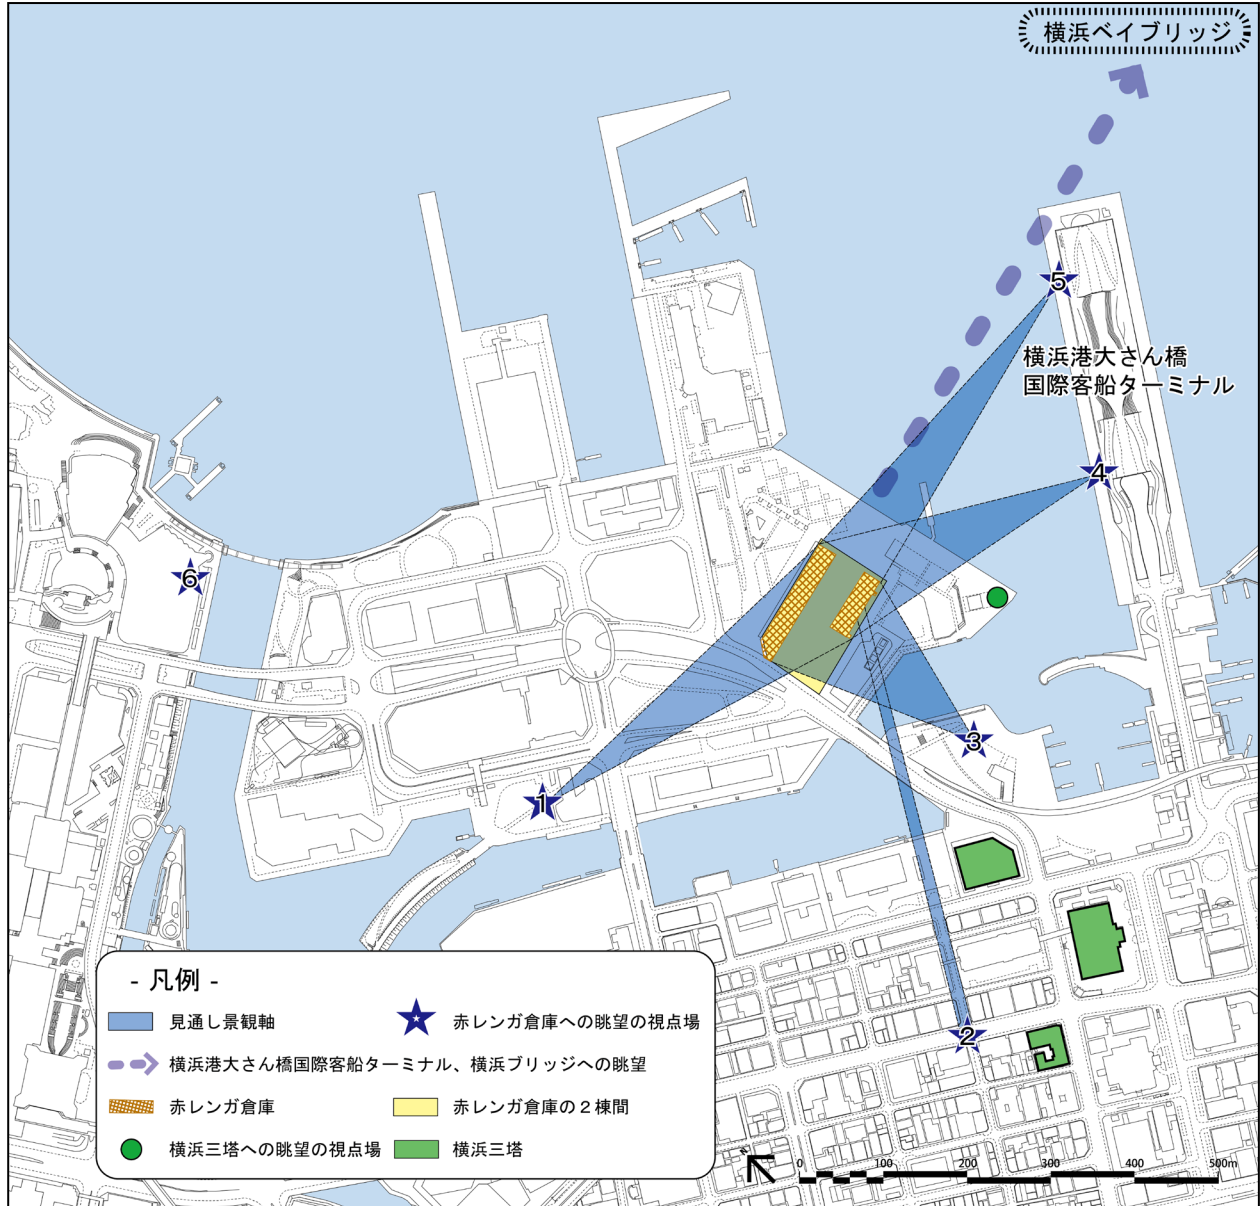 横浜ベイブリッジ
5
横浜港大さん橋
国際客船ターミナル
4
6
3
1
2
- 凡例 -
見通し景観軸
赤レンガ倉庫への眺望の視点場
横浜港大さん橋国際客船ターミナル、横浜ブリッジへの眺望
赤レンガ倉庫
赤レンガ倉庫の２棟間
横浜三塔への眺望の視点場
横浜三塔
N
0 100 200 300 400 500m